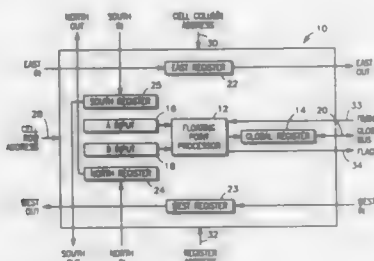 NORTH OUT
SOUTH IN
CELL COLUMN ADDRESS
10
30
EAST IN
EAST REGISTER
EAST OUT
22
25
SOUTH REGISTER
28
CELL ROW ADDRESS
16
A INPUT
12
FLOATING POINT PROCESSOR
14
GLOBAL REGISTER
20
33
GLOBAL BUS
B INPUT
18
FLAG
34
NORTH REGISTER
24
23
WEST REGISTER
WEST OUT
WEST IN
32
SOUTH OUT
NORTH IN
REGISTER ADDRESS